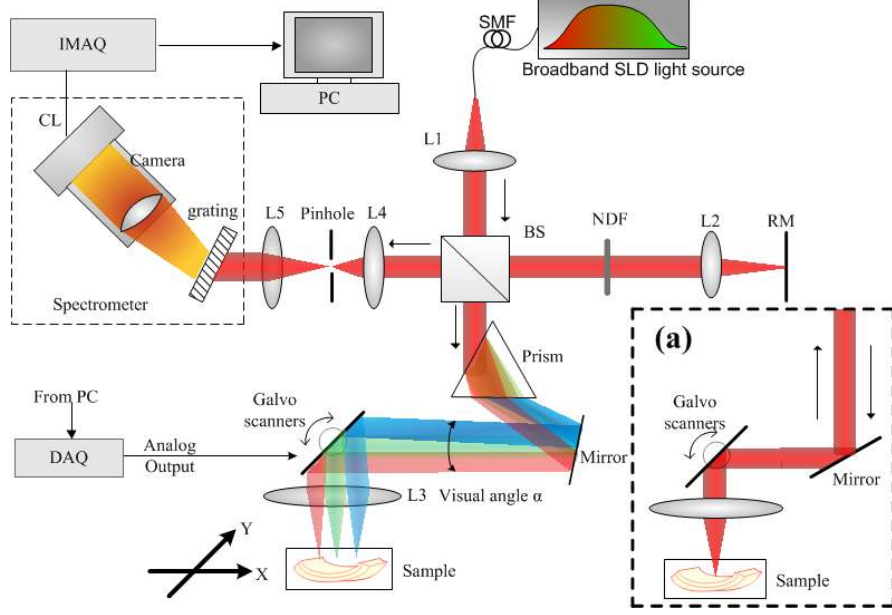 IMAQ
PC
SMF
Broadband SLD light source
CL
Camera
grating
Spectrometer
L5
Pinhole
L4
L1
BS
NDF
L2
RM
Prism
Mirror
From PC
DAQ
Analog
Output
Galvo
scanners
L3
Visual angle α
Y
X
Sample
(a)
Galvo
scanners
Mirror
Sample